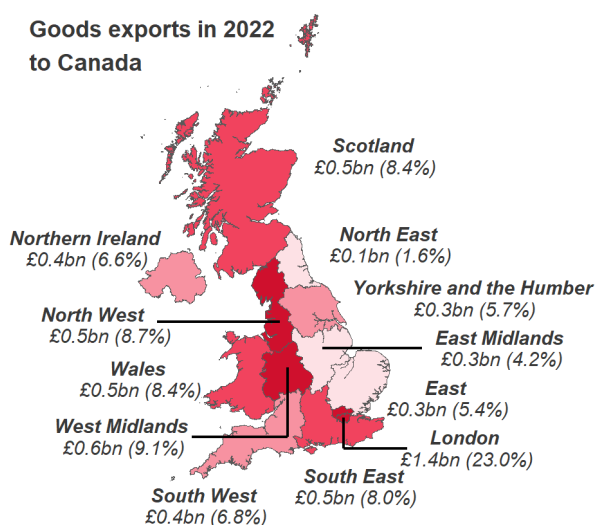 Goods exports in 2022
to Canada
Scotland
£0.5bn (8.4%)
Northern Ireland
£0.4bn (6.6%)
North East
£0.1bn (1.6%)
Yorkshire and the Humber
£0.3bn (5.7%)
North West
£0.5bn (8.7%)
East Midlands
£0.3bn (4.2%)
Wales
£0.5bn (8.4%)
East
£0.3bn (5.4%)
West Midlands
£0.6bn (9.1%)
London
£1.4bn (23.0%)
South East
£0.5bn (8.0%)
South West
£0.4bn (6.8%)